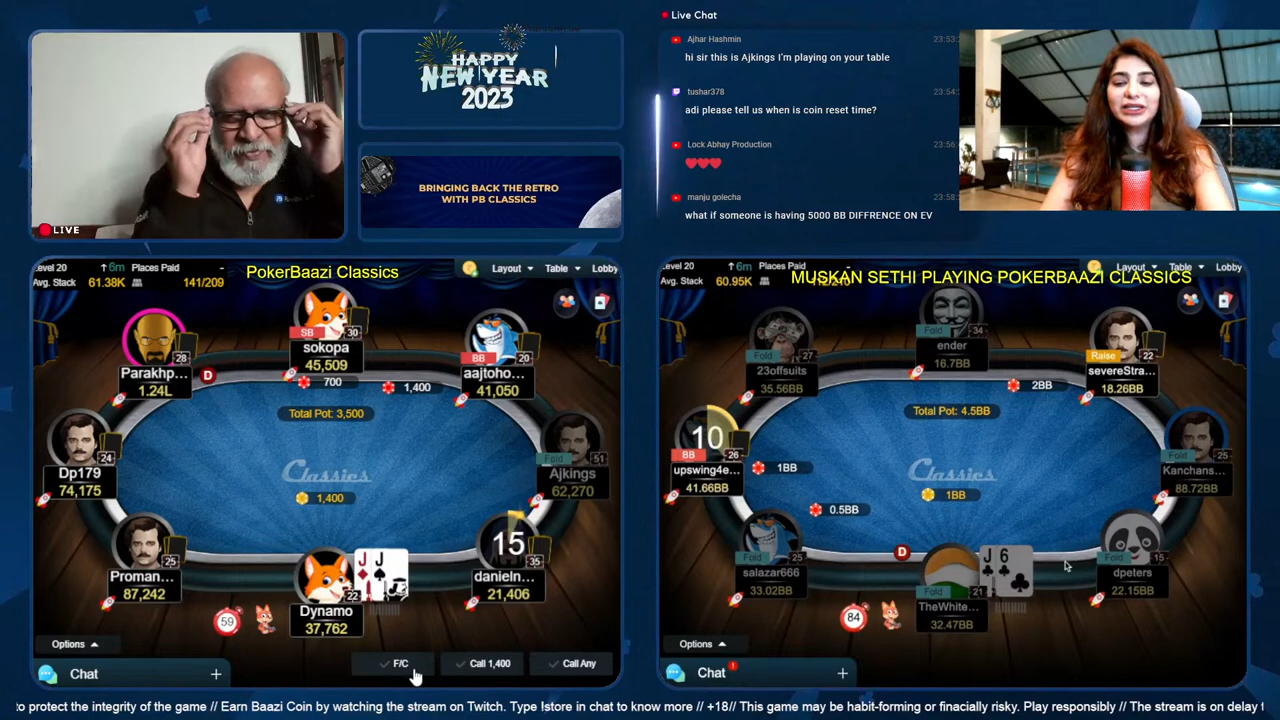 LIVE
HAPPY
NEW YEAR
2023
BRINGING BACK THE RETRO
WITH PB CLASSICS
Live Chat
Ajhar Hashmin
hi sir this is Ajkings I'm playing on your table
tushar378
23:54:
adi please tell us when is coin reset time?
Lock Abhay Production
23:56:
❤❤❤
manju golecha
23:58:
what if someone is having 5000 BB DIFFRENCE ON EV
Level 20
6m
Places Paid
-
Layout
Table
Lobby
Avg. Stack
61.38K
141/209
PokerBaazi Classics
SB
30
sokopa
45,509
28
Parakhp...
1.24L
D
BB
20
aajtoho...
41,050
700
1,400
Total Pot: 3,500
24
Dp179
74,175
Classics
1,400
Fold
51
Ajkings
62,270
25
Proman...
87,242
15
35
danieln...
21,406
J J
22
Dynamo
37,762
59
Options
F/C
Call 1,400
Call Any
Chat
+
Level 20
6m
Places Paid
Layout
Table
Lobby
Avg. Stack
60.95K
MUSKAN SETHI PLAYING POKERBAAZI CLASSICS
Fold
27
23offsuits
35.56BB
Fold
34
ender
16.7BB
Raise
22
severeStra...
18.26BB
2BB
Total Pot: 4.5BB
10
BB
26
upswing4e...
41.66BB
1BB
Classics
1BB
0.5BB
Fold
25
Kanchans...
88.72BB
Fold
25
salazar666
33.02BB
D
J 6
Fold
21
TheWhite...
32.47BB
Fold
15
dpeters
22.15BB
84
Options
Chat
!
+
to protect the integrity of the game // Earn Baazi Coin by watching the stream on Twitch. Type !store in chat to know more // +18// This game may be habit-forming or finacially risky. Play responsibly // The stream is on delay